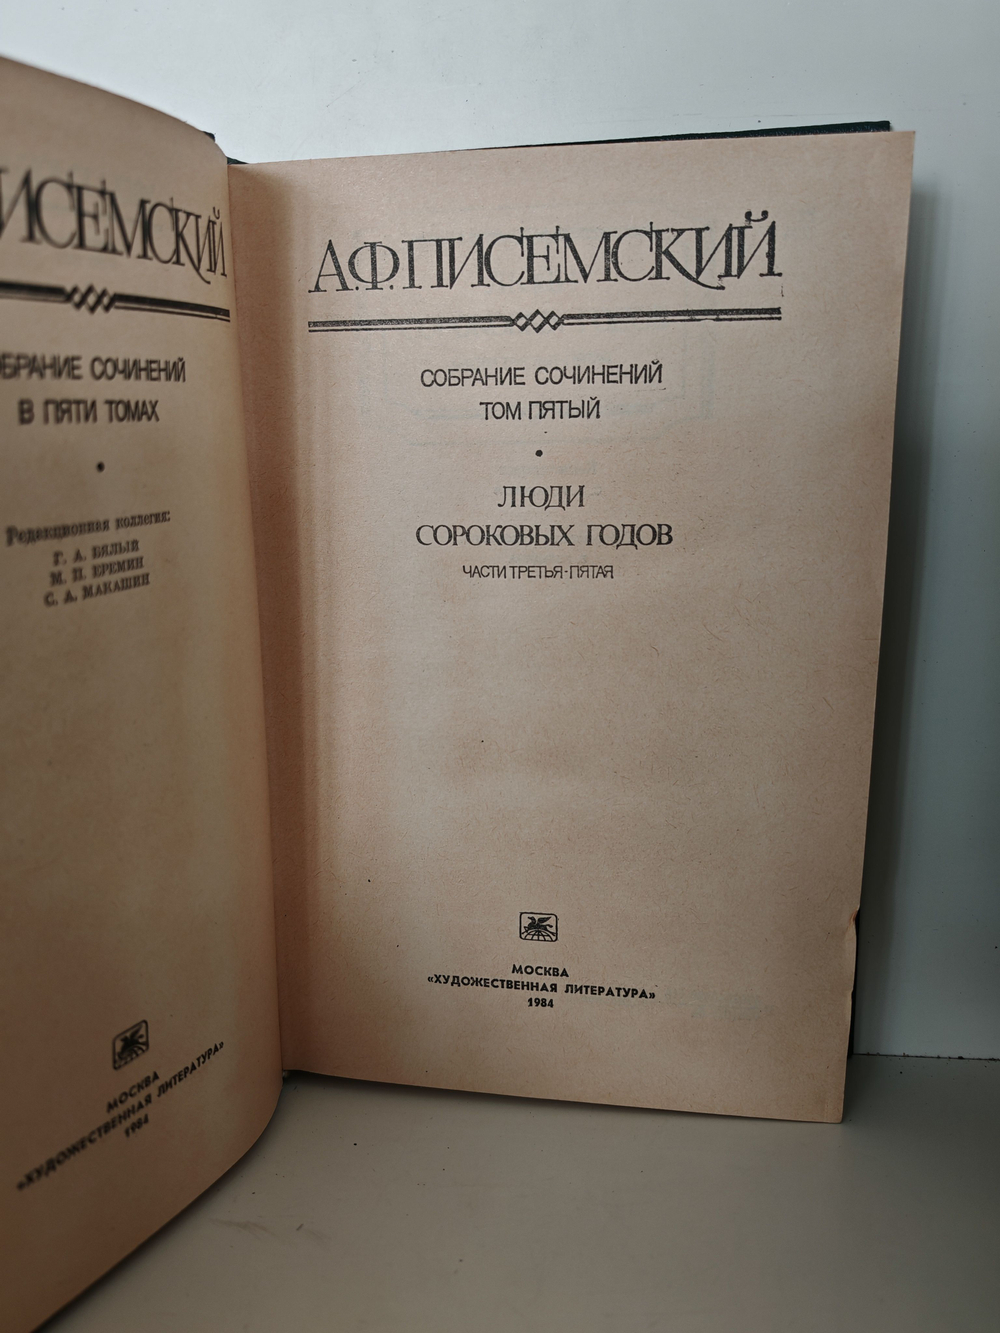 ИСЕМСКИЙ
СОБРАНИЕ СОЧИНЕНИЙ
В ПЯТИ ТОМАХ
Редакционная коллегия:
Г. А. БЯЛЫЙ
М. П. ЕРЕМИН
С. А. МАКАШИН
МОСКВА
«ХУДОЖЕСТВЕННАЯ ЛИТЕРАТУРА»
1984
А.Ф.ПИСЕМСКИЙ
СОБРАНИЕ СОЧИНЕНИЙ
ТОМ ПЯТЫЙ
ЛЮДИ
СОРОКОВЫХ ГОДОВ
ЧАСТИ ТРЕТЬЯ-ПЯТАЯ
МОСКВА
«ХУДОЖЕСТВЕННАЯ ЛИТЕРАТУРА»
1984